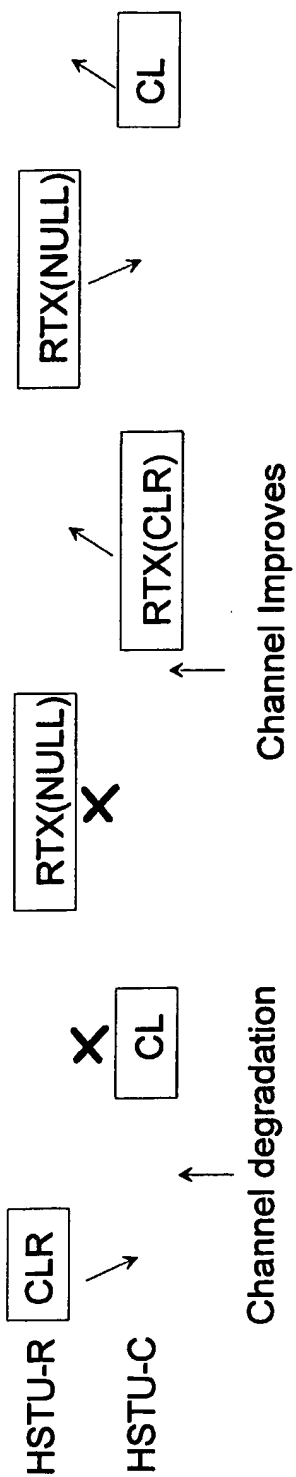 HSTU-R
CLR
RTX(NULL)
RTX(NULL)
HSTU-C
X
CL
X
RTX(CLR)
CL
Channel degradation
Channel Improves